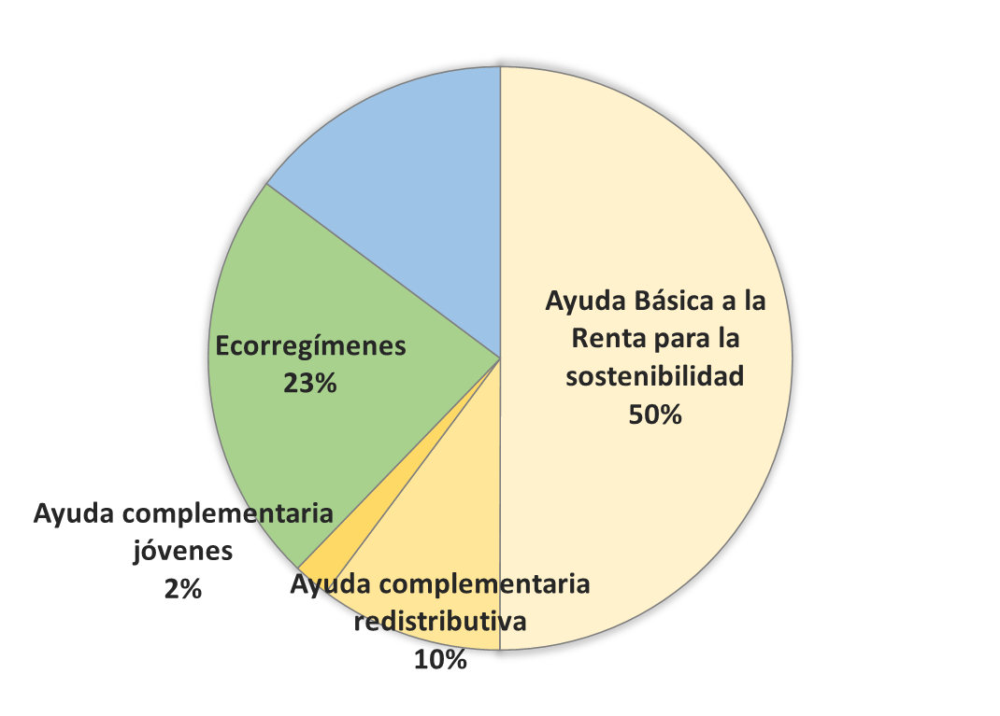 Ayuda Básica a la
Renta para la
sostenibilidad
50%
Ecorregímenes
23%
Ayuda complementaria
jóvenes
2%
Ayuda complementaria
redistributiva
10%